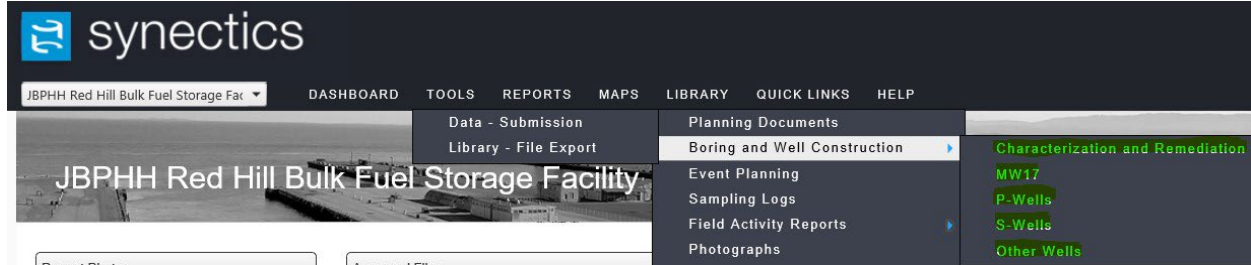 synectics
JBPHH Red Hill Bulk Fuel Storage Fac
DASHBOARD TOOLS REPORTS MAPS LIBRARY QUICK LINKS HELP
Data - Submission
Library - File Export
Planning Documents
Boring and Well Construction
Event Planning
Sampling Logs
Field Activity Reports
Photographs
Characterization and Remediation
MW17
P-Wells
S-Wells
Other Wells
JBPHH Red Hill Bulk Fuel Storage Facility